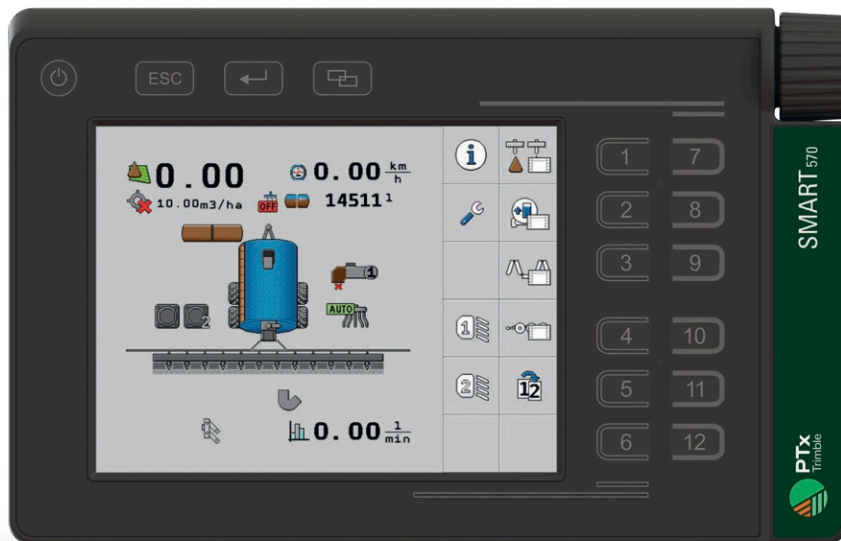 ESC
0.00
0.00 km/h
10.00m3/ha
OFF
14511 l
1
AUTO
2
0.00 l/min
i
1
2
12
1
7
2
8
3
9
4
10
5
11
6
12
SMART 570
PTx
Trimble